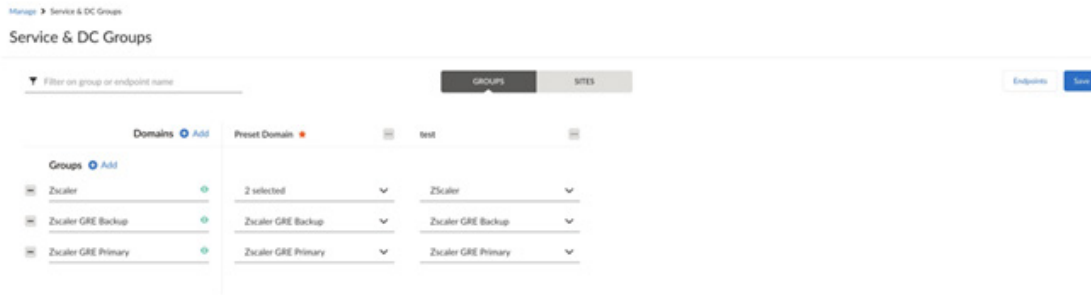 Manage > Service & DC Groups
Service & DC Groups
Filter on group or endpoint name
GROUPS SITES
Endpoints Save
Domains Add Preset Domain test
Groups Add
Zscaler 2 selected ZScaler
Zscaler GRE Backup Zscaler GRE Backup Zscaler GRE Backup
Zscaler GRE Primary Zscaler GRE Primary Zscaler GRE Primary